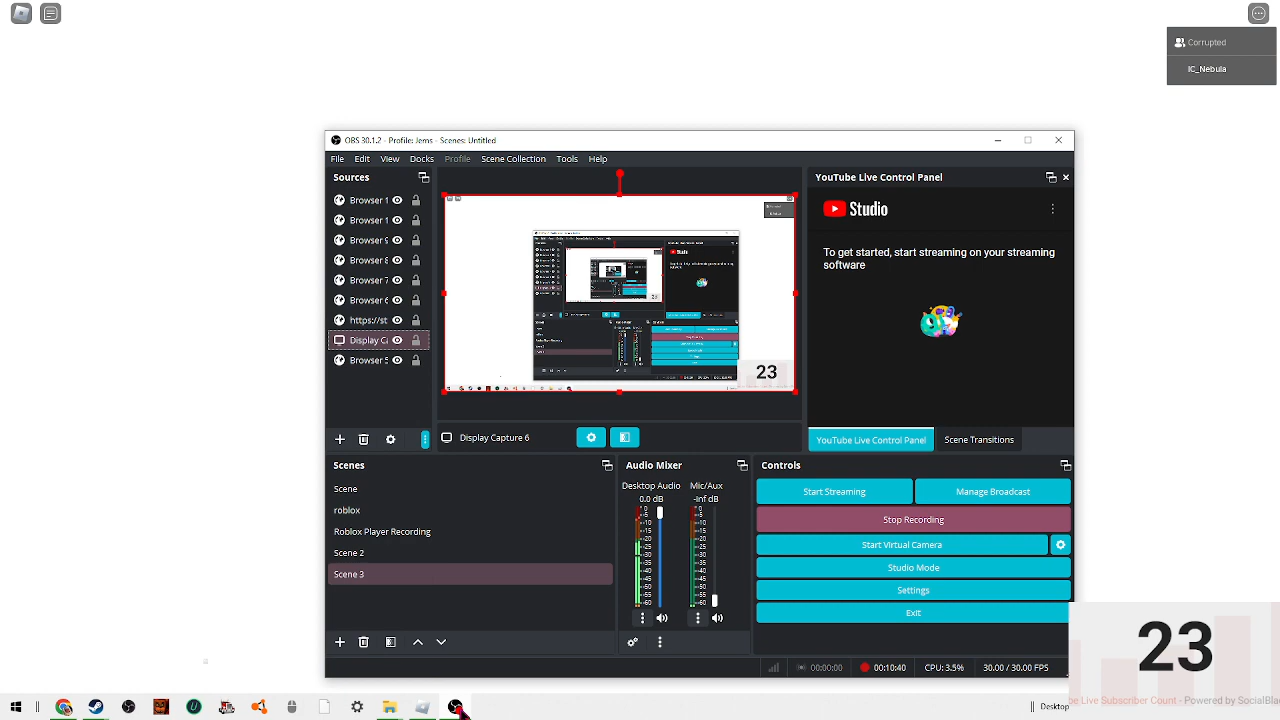 Corrupted
IC_Nebula
OBS 30.1.2 - Profile: Jems - Scenes: Untitled
File Edit View Docks Profile Scene Collection Tools Help
Sources
Browser 1
Browser 1
Browser 9
Browser 8
Browser 7
Browser 6
https://st
Display Ca
Browser 5
YouTube Live Control Panel
Studio
To get started, start streaming on your streaming
software
23
Display Capture 6
YouTube Live Control Panel
Scene Transitions
Scenes
Scene
roblox
Roblox Player Recording
Scene 2
Scene 3
Audio Mixer
Desktop Audio
0.0 dB
Mic/Aux
-inf dB
Controls
Start Streaming
Manage Broadcast
Stop Recording
Start Virtual Camera
Studio Mode
Settings
Exit
00:00:00
00:10:40
CPU: 3.5%
30.00 / 30.00 FPS
23
be Live Subscriber Count - Powered by SocialBla
Desktop